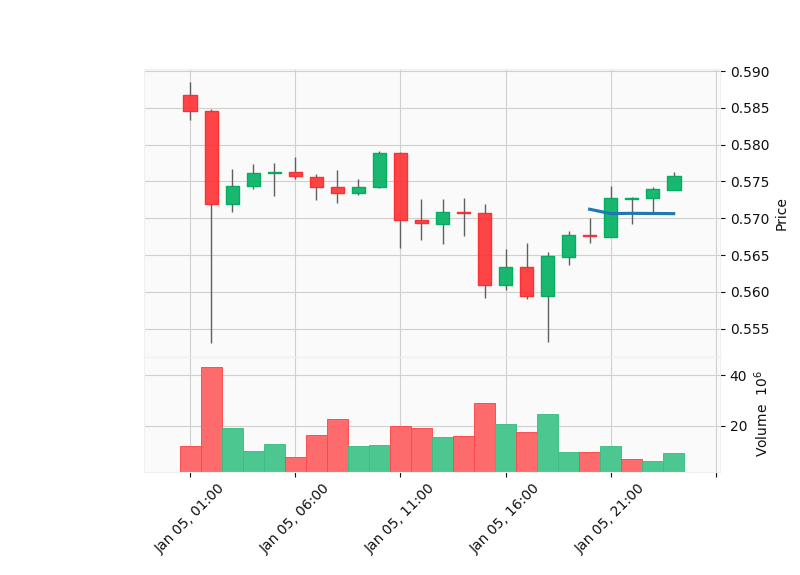 0.590
0.585
0.580
0.575
0.570
0.565
0.560
0.555
Price
40
20
Volume 10⁶
Jan 05, 01:00
Jan 05, 06:00
Jan 05, 11:00
Jan 05, 16:00
Jan 05, 21:00